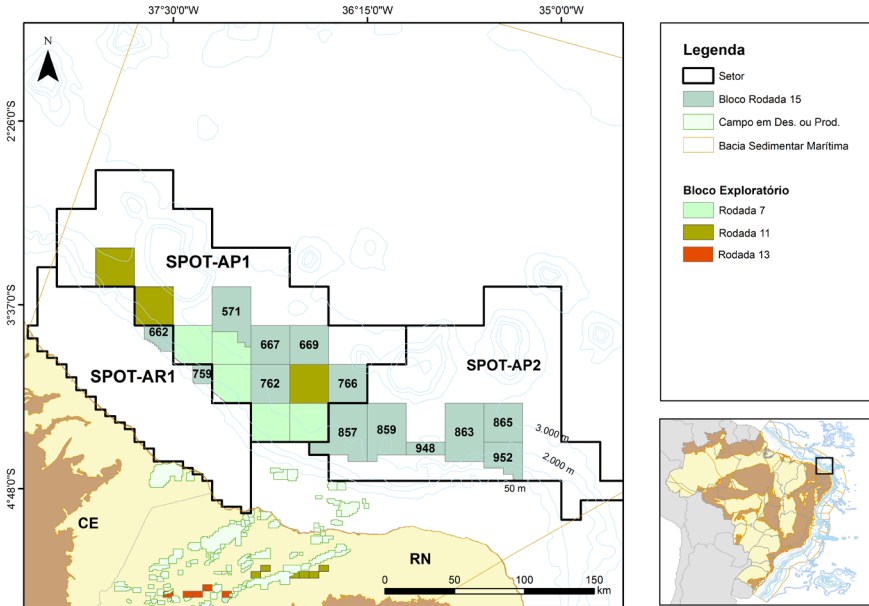 37°30'0"O
36°15'0"O
35°0'0"O
N
2°26'0"S
3°37'0"S
4°48'0"S
SPOT-AP1
571
662
667
669
SPOT-AP2
SPOT-AR1
759
762
766
857
859
863
865
948
952
3.000 m
2.000 m
50 m
CE
RN
0
50
100
150
km
Legenda
Setor
Bloco Rodada 15
Campo em Des. ou Prod.
Bacia Sedimentar Marítima
Bloco Exploratório
Rodada 7
Rodada 11
Rodada 13